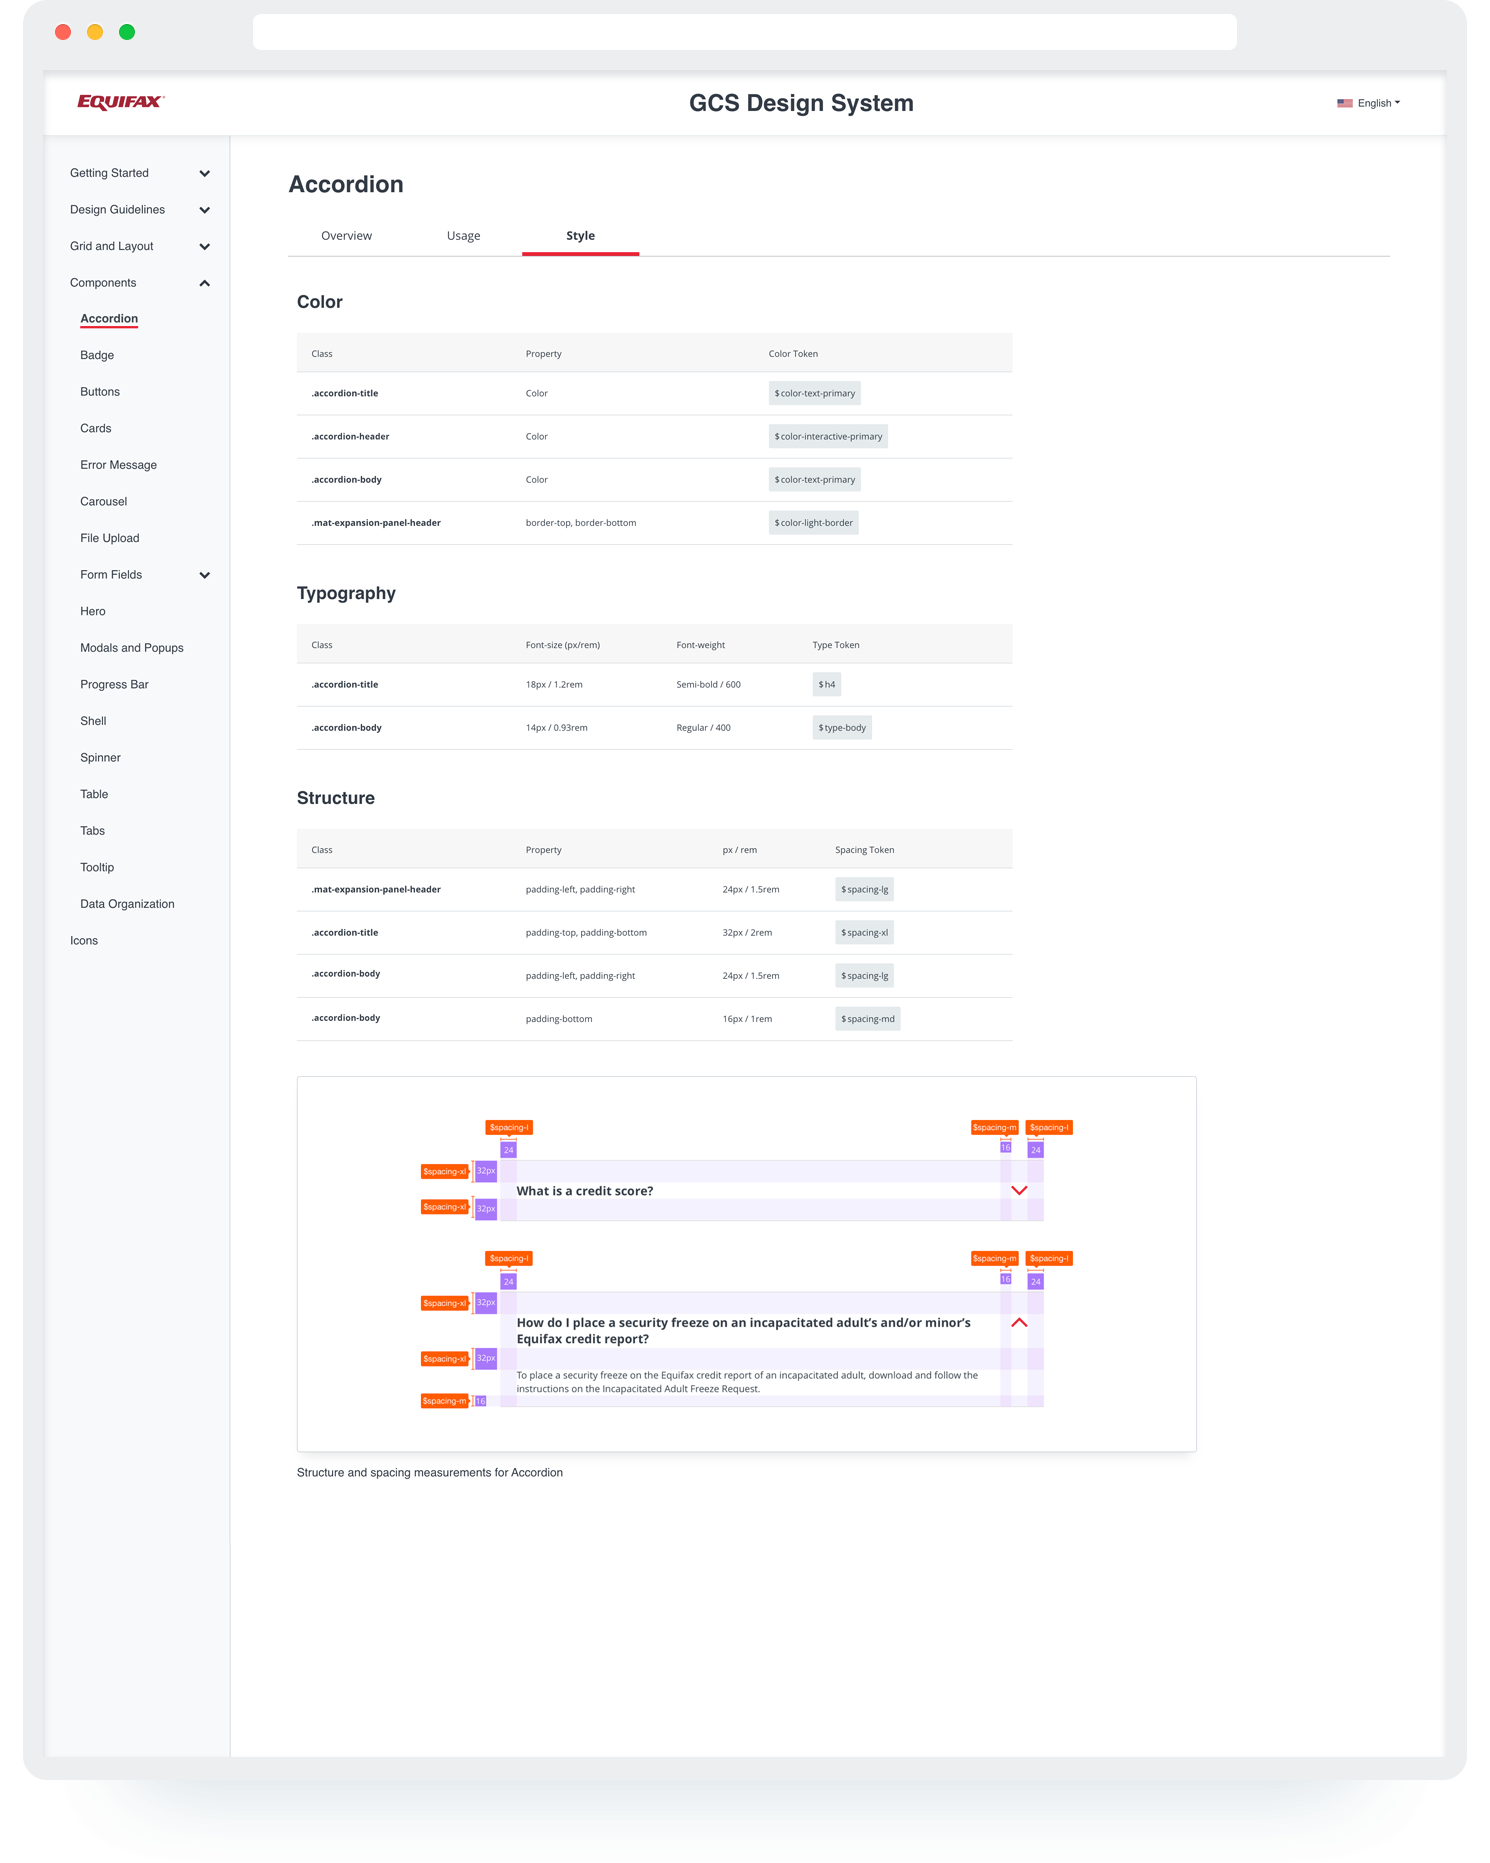 EQUIFAX
GCS Design System
English
Getting Started
Design Guidelines
Grid and Layout
Components
Accordion
Badge
Buttons
Cards
Error Message
Carousel
File Upload
Form Fields
Hero
Modals and Popups
Progress Bar
Shell
Spinner
Table
Tabs
Tooltip
Data Organization
Icons
Accordion
Overview Usage Style
Color
Class Property Color Token
.accordion-title Color $color-text-primary
.accordion-header Color $color-interactive-primary
.accordion-body Color $color-text-primary
.mat-expansion-panel-header border-top, border-bottom $color-light-border
Typography
Class Font-size (px/rem) Font-weight Type Token
.accordion-title 18px / 1.2rem Semi-bold / 600 $h4
.accordion-body 14px / 0.93rem Regular / 400 $type-body
Structure
Class Property px / rem Spacing Token
.mat-expansion-panel-header padding-left, padding-right 24px / 1.5rem $spacing-lg
.accordion-title padding-top, padding-bottom 32px / 2rem $spacing-xl
.accordion-body padding-left, padding-right 24px / 1.5rem $spacing-lg
.accordion-body padding-bottom 16px / 1rem $spacing-md
$spacing-l $spacing-m $spacing-l
24 16 24
$spacing-xl 32px
What is a credit score?
$spacing-xl 32px
$spacing-l $spacing-m $spacing-l
24 16 24
$spacing-xl 32px
How do I place a security freeze on an incapacitated adult's and/or minor's
Equifax credit report?
$spacing-xl 32px
To place a security freeze on the Equifax credit report of an incapacitated adult, download and follow the
instructions on the Incapacitated Adult Freeze Request.
$spacing-m 16
Structure and spacing measurements for Accordion